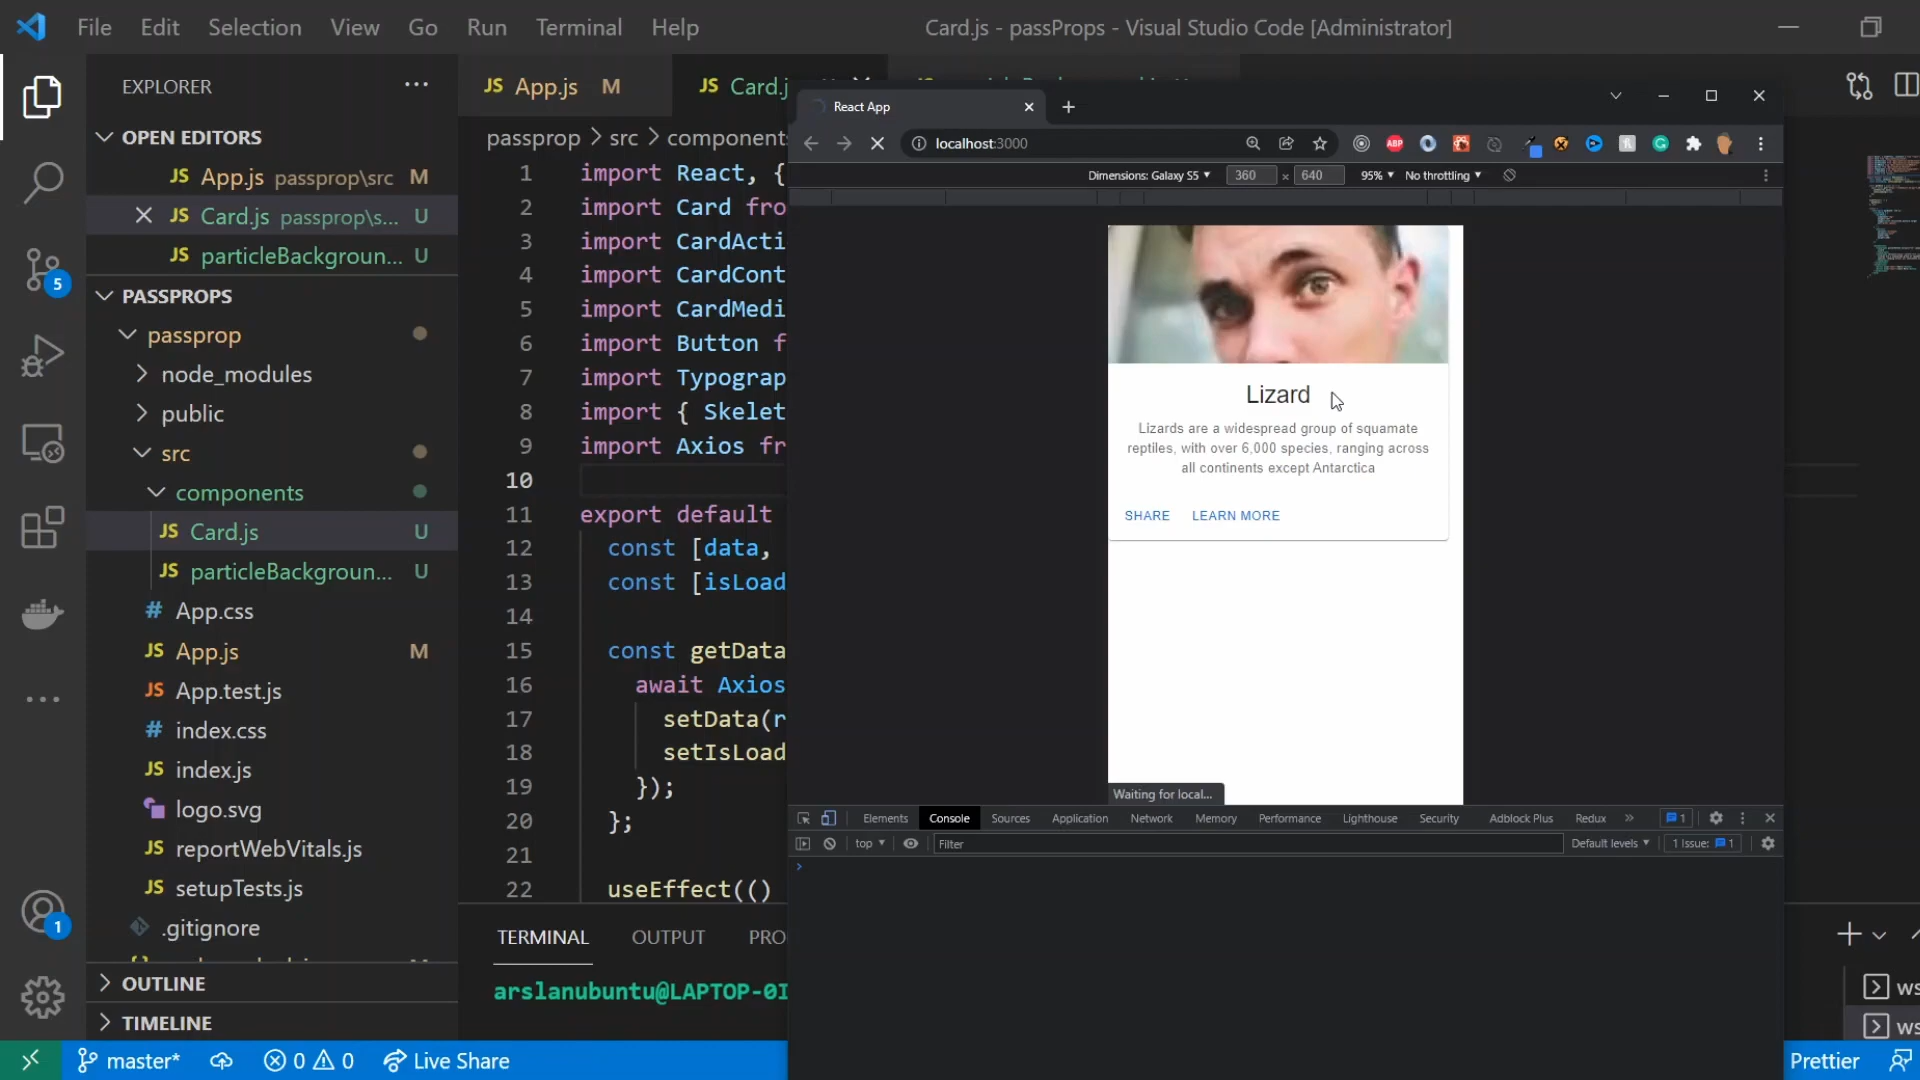 File Edit Selection View Go Run Terminal Help
Card.js - passProps - Visual Studio Code [Administrator]
EXPLORER
OPEN EDITORS
JS App.js passprop\src M
JS Card.js passprop\s... U
JS particleBackgroun... U
PASSPROPS
passprop
node_modules
public
src
components
JS Card.js U
JS particleBackgroun... U
# App.css
JS App.js M
JS App.test.js
# index.css
JS index.js
logo.svg
JS reportWebVitals.js
JS setupTests.js
.gitignore
OUTLINE
TIMELINE
5
1
JS App.js M
JS Card.j
passprop > src > components
1 import React, {
2 import Card fro
3 import CardActi
4 import CardCont
5 import CardMedi
6 import Button f
7 import Typograp
8 import { Skelet
9 import Axios fr
10
11 export default
12 const [data,
13 const [isLoad
14
15 const getData
16 await Axios
17 setData(r
18 setIsLoad
19 });
20 };
21
22 useEffect(()
TERMINAL OUTPUT PRO
arslanubuntu@LAPTOP-0I
React App
localhost:3000
ABP
Dimensions: Galaxy S5 360 x 640 95% No throttling
Lizard
Lizards are a widespread group of squamate
reptiles, with over 6,000 species, ranging across
all continents except Antarctica
SHARE LEARN MORE
Waiting for local...
Elements Console Sources Application Network Memory Performance Lighthouse Security Adblock Plus Redux » 1
top Filter Default levels 1 Issue: 1
ws
ws
master* 0 0 Live Share
Prettier